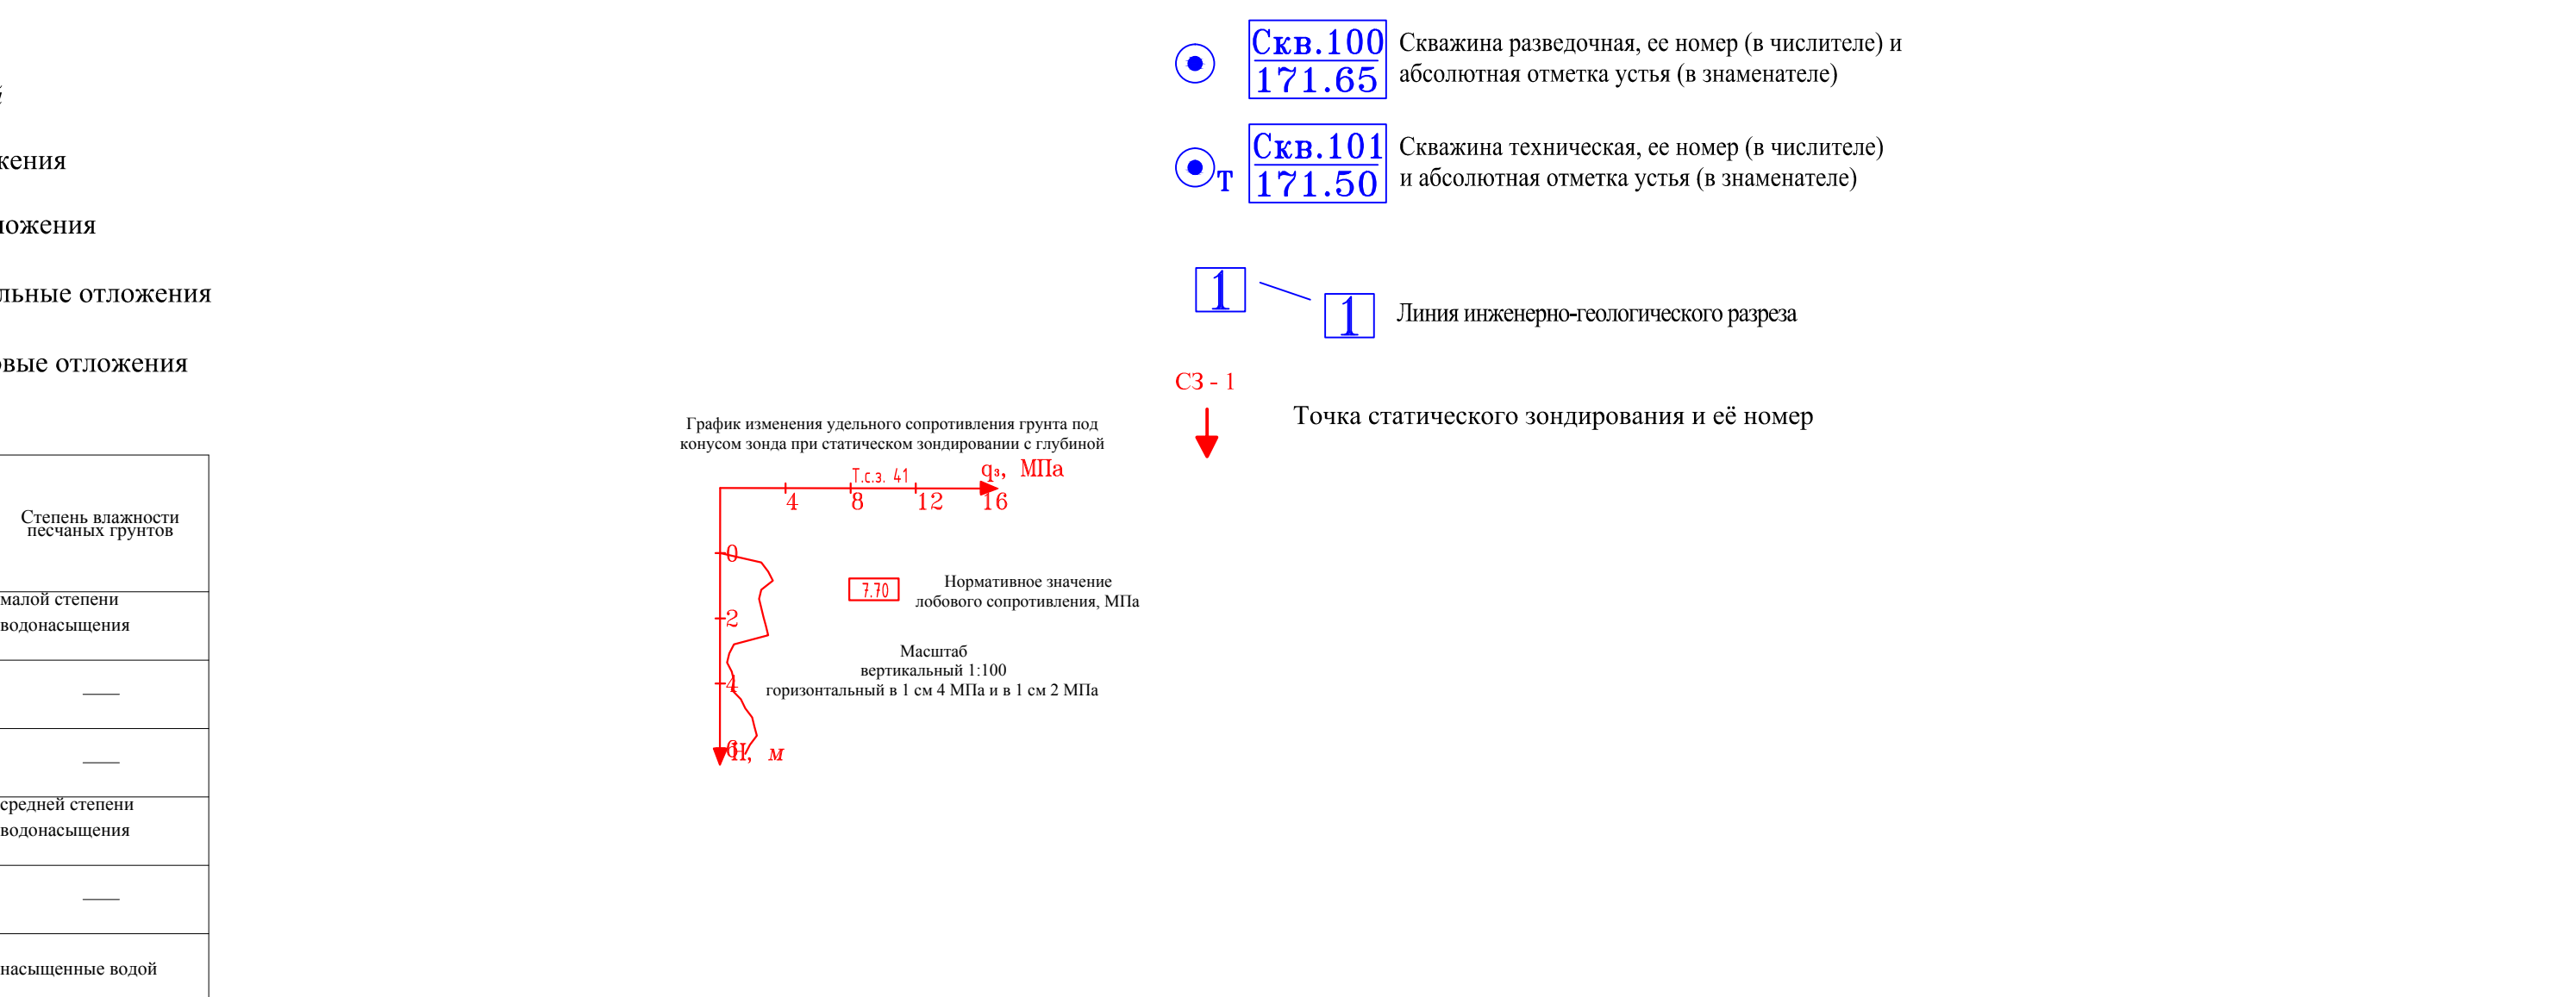 жения
ложения
льные отложения
овые отложения
Степень влажности
песчаных грунтов
малой степени
водонасыщения
——
——
средней степени
водонасыщения
——
насыщенные водой
График изменения удельного сопротивления грунта под
конусом зонда при статическом зондировании с глубиной
Т.с.з. 41
qз, МПа
4 8 12 16
0
2
4
6
Н, м
7.70
Нормативное значение
лобового сопротивления, МПа
Масштаб
вертикальный 1:100
горизонтальный в 1 см 4 МПа и в 1 см 2 МПа
Скв.100
171.65
Скважина разведочная, ее номер (в числителе) и
абсолютная отметка устья (в знаменателе)
т
Скв.101
171.50
Скважина техническая, ее номер (в числителе)
и абсолютная отметка устья (в знаменателе)
1
1
Линия инженерно-геологического разреза
СЗ - 1
Точка статического зондирования и её номер